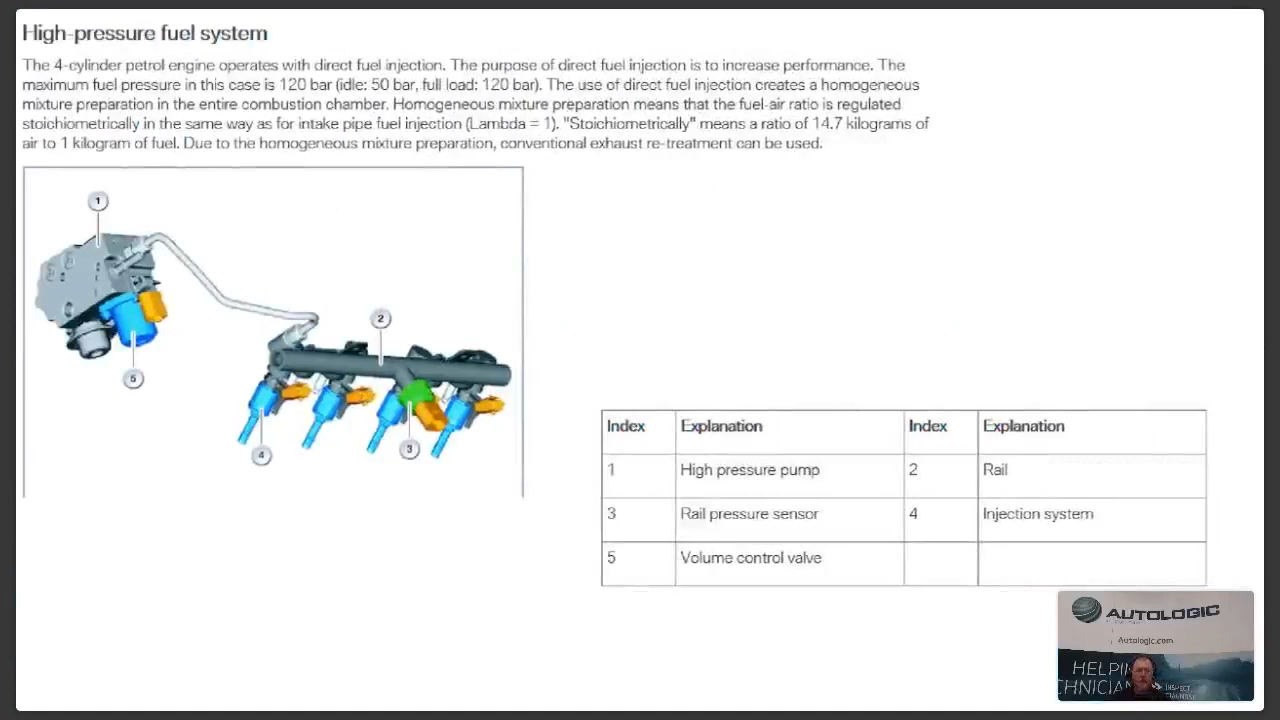 High-pressure fuel system
The 4-cylinder petrol engine operates with direct fuel injection. The purpose of direct fuel injection is to increase performance. The
maximum fuel pressure in this case is 120 bar (idle: 50 bar, full load: 120 bar). The use of direct fuel injection creates a homogeneous
mixture preparation in the entire combustion chamber. Homogeneous mixture preparation means that the fuel-air ratio is regulated
stoichiometrically in the same way as for intake pipe fuel injection (Lambda = 1). "Stoichiometrically" means a ratio of 14.7 kilograms of
air to 1 kilogram of fuel. Due to the homogeneous mixture preparation, conventional exhaust re-treatment can be used.
1
2
5
3
4
Index Explanation Index Explanation
1 High pressure pump 2 Rail
3 Rail pressure sensor 4 Injection system
5 Volume control valve
AUTOLOGIC
Autologic.com
HELPIN
CHNICIA
INSPECT,